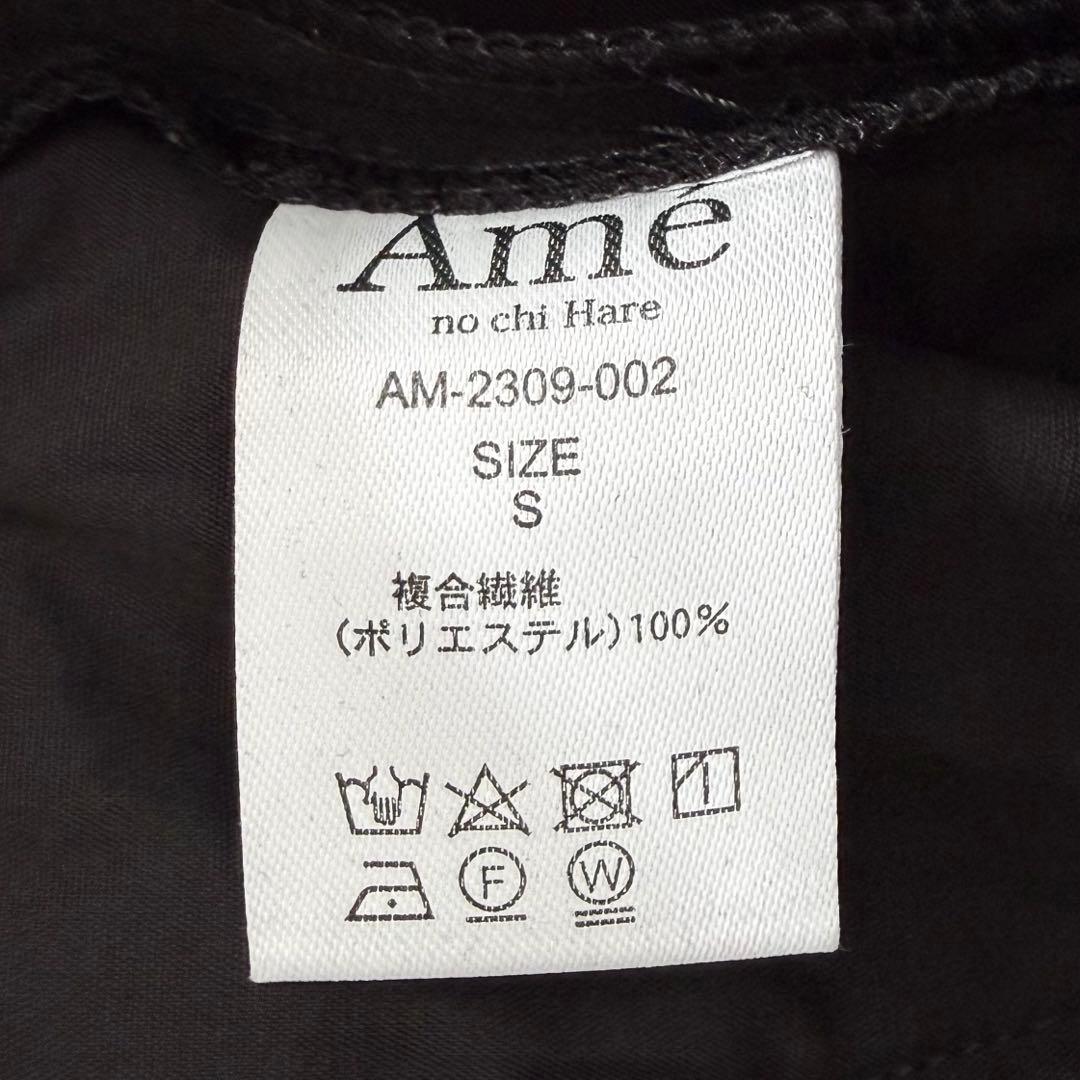 Amé
no chi Hare
AM-2309-002
SIZE
S
複合繊維
(ポリエステル)100%
F
W